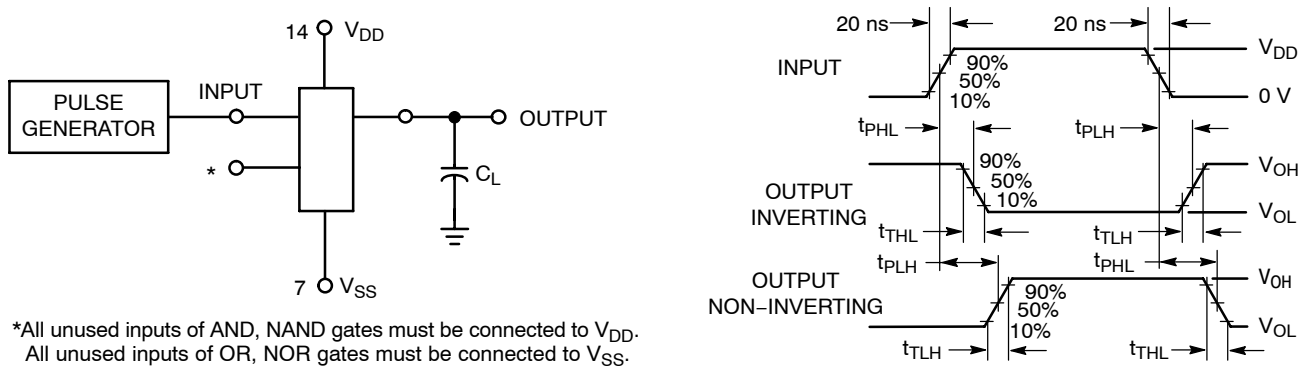 14
V_DD
PULSE
GENERATOR
INPUT
OUTPUT
*
C_L
7
V_SS
*All unused inputs of AND, NAND gates must be connected to V_DD.
All unused inputs of OR, NOR gates must be connected to V_SS.
20 ns
20 ns
INPUT
90%
50%
10%
V_DD
0 V
t_PHL
t_PLH
OUTPUT
INVERTING
90%
50%
10%
V_OH
V_OL
t_THL
t_TLH
t_PLH
t_PHL
OUTPUT
NON−INVERTING
90%
50%
10%
V_OH
V_OL
t_TLH
t_THL